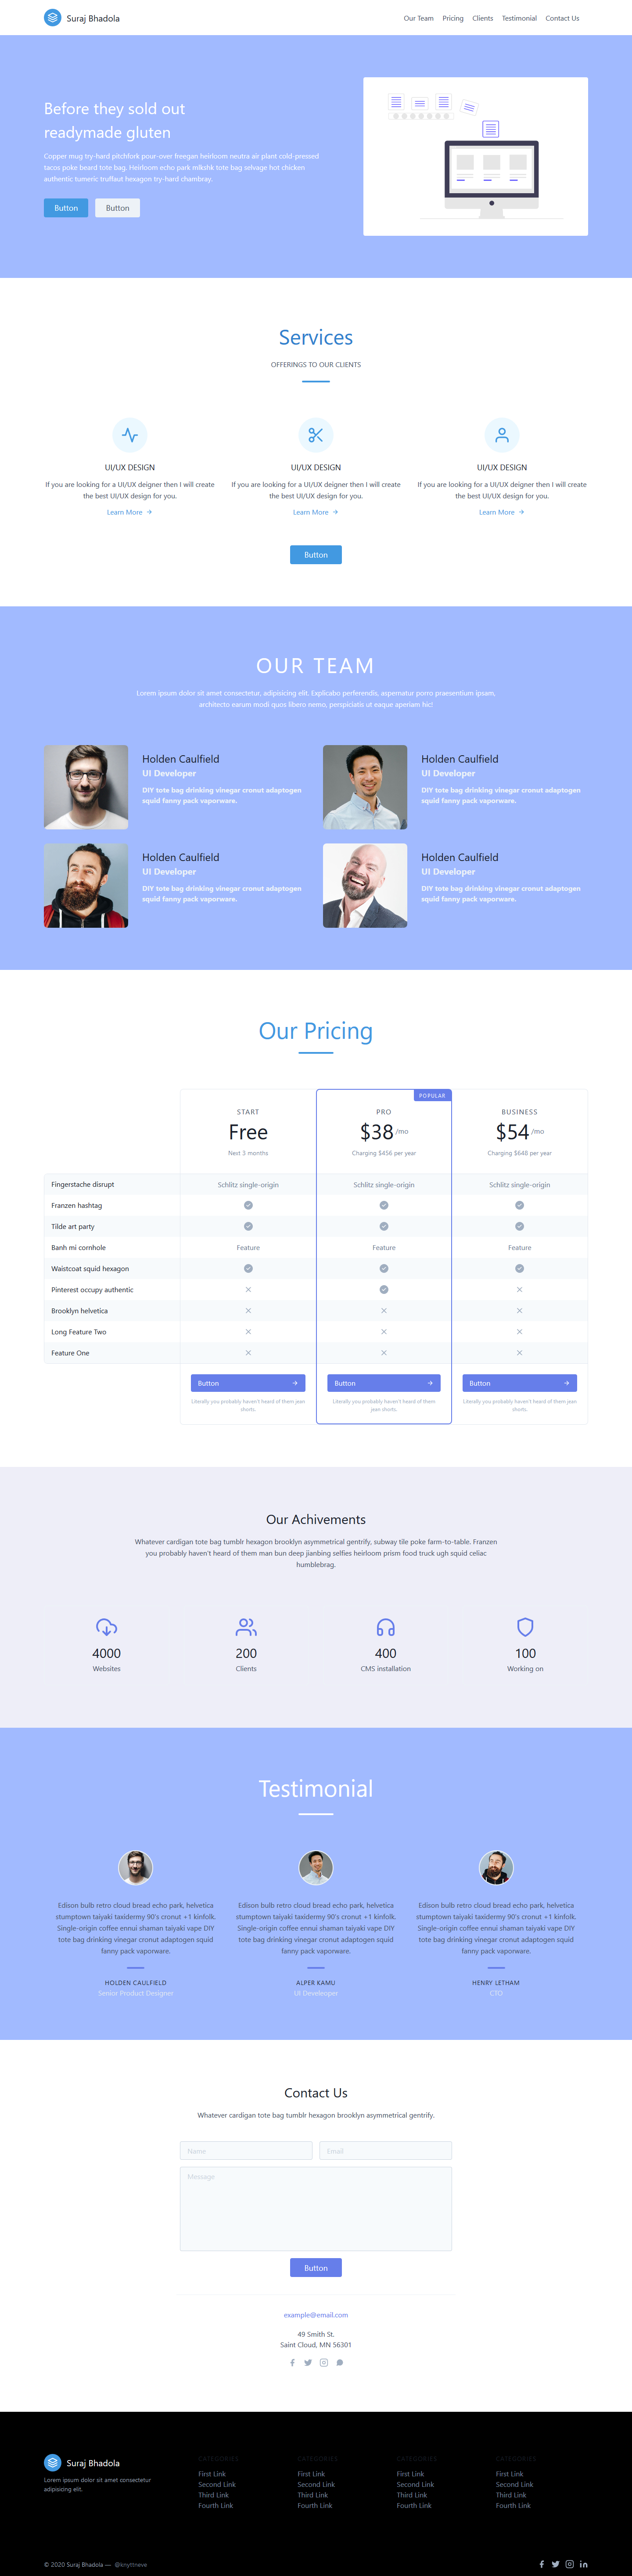 Suraj Bhadola
Our Team Pricing Clients Testimonial Contact Us
Before they sold out
readymade gluten
Copper mug try-hard pitchfork pour-over freegan heirloom neutra air plant cold-pressed
tacos poke beard tote bag. Heirloom echo park mlkshk tote bag selvage hot chicken
authentic tumeric truffaut hexagon try-hard chambray.
Button Button
Services
OFFERINGS TO OUR CLIENTS
UI/UX DESIGN UI/UX DESIGN UI/UX DESIGN
If you are looking for a UI/UX deigner then I will create If you are looking for a UI/UX deigner then I will create If you are looking for a UI/UX deigner then I will create
the best UI/UX design for you. the best UI/UX design for you. the best UI/UX design for you.
Learn More Learn More Learn More
Button
OUR TEAM
Lorem ipsum dolor sit amet consectetur, adipisicing elit. Explicabo perferendis, aspernatur porro praesentium ipsam,
architecto earum modi quos libero nemo, perspiciatis ut eaque aperiam hic!
Holden Caulfield
UI Developer
DIY tote bag drinking vinegar cronut adaptogen
squid fanny pack vaporware.
Holden Caulfield
UI Developer
DIY tote bag drinking vinegar cronut adaptogen
squid fanny pack vaporware.
Holden Caulfield
UI Developer
DIY tote bag drinking vinegar cronut adaptogen
squid fanny pack vaporware.
Holden Caulfield
UI Developer
DIY tote bag drinking vinegar cronut adaptogen
squid fanny pack vaporware.
Our Pricing
POPULAR
START PRO BUSINESS
Free $38 /mo $54 /mo
Next 3 months Charging $456 per year Charging $648 per year
Fingerstache disrupt Schlitz single-origin Schlitz single-origin Schlitz single-origin
Franzen hashtag
Tilde art party
Banh mi cornhole Feature Feature Feature
Waistcoat squid hexagon
Pinterest occupy authentic
Brooklyn helvetica
Long Feature Two
Feature One
Button Button Button
Literally you probably haven't heard of them jean Literally you probably haven't heard of them Literally you probably haven't heard of them jean
shorts. jean shorts. shorts.
Our Achivements
Whatever cardigan tote bag tumblr hexagon brooklyn asymmetrical gentrify, subway tile poke farm-to-table. Franzen
you probably haven't heard of them man bun deep jianbing selfies heirloom prism food truck ugh squid celiac
humblebrag.
4000 200 400 100
Websites Clients CMS installation Working on
Testimonial
Edison bulb retro cloud bread echo park, helvetica
stumptown taiyaki taxidermy 90's cronut +1 kinfolk.
Single-origin coffee ennui shaman taiyaki vape DIY
tote bag drinking vinegar cronut adaptogen squid
fanny pack vaporware.
HOLDEN CAULFIELD
Senior Product Designer
Edison bulb retro cloud bread echo park, helvetica
stumptown taiyaki taxidermy 90's cronut +1 kinfolk.
Single-origin coffee ennui shaman taiyaki vape DIY
tote bag drinking vinegar cronut adaptogen squid
fanny pack vaporware.
ALPER KAMU
UI Develeoper
Edison bulb retro cloud bread echo park, helvetica
stumptown taiyaki taxidermy 90's cronut +1 kinfolk.
Single-origin coffee ennui shaman taiyaki vape DIY
tote bag drinking vinegar cronut adaptogen squid
fanny pack vaporware.
HENRY LETHAM
CTO
Contact Us
Whatever cardigan tote bag tumblr hexagon brooklyn asymmetrical gentrify.
Name Email
Message
Button
example@email.com
49 Smith St.
Saint Cloud, MN 56301
Suraj Bhadola
Lorem ipsum dolor sit amet consectetur
adipisicing elit.
CATEGORIES CATEGORIES CATEGORIES CATEGORIES
First Link First Link First Link First Link
Second Link Second Link Second Link Second Link
Third Link Third Link Third Link Third Link
Fourth Link Fourth Link Fourth Link Fourth Link
© 2020 Suraj Bhadola — @knyttneve